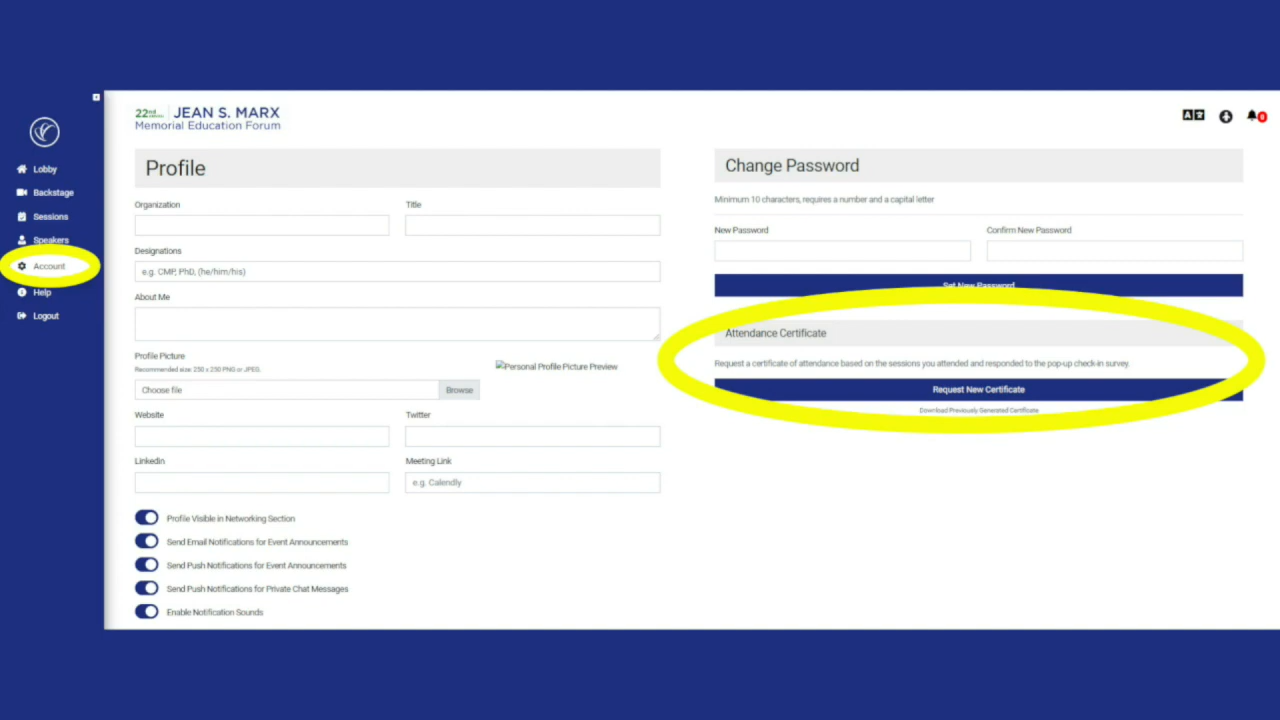 22nd
JEAN S. MARX
Memorial Education Forum
Lobby
Backstage
Sessions
Speakers
Account
Help
Logout
Profile
Organization
Title
Designations
e.g. CMP, PhD, (he/him/his)
About Me
Profile Picture
Recommended size: 250 x 250 PNG or JPEG.
Personal Profile Picture Preview
Choose file
Browse
Website
Twitter
Linkedin
Meeting Link
e.g. Calendly
Profile Visible in Networking Section
Send Email Notifications for Event Announcements
Send Push Notifications for Event Announcements
Send Push Notifications for Private Chat Messages
Enable Notification Sounds
Change Password
Minimum 10 characters, requires a number and a capital letter
New Password
Confirm New Password
Set New Password
Attendance Certificate
Request a certificate of attendance based on the sessions you attended and responded to the pop-up check-in survey.
Request New Certificate
Download Previously Generated Certificate